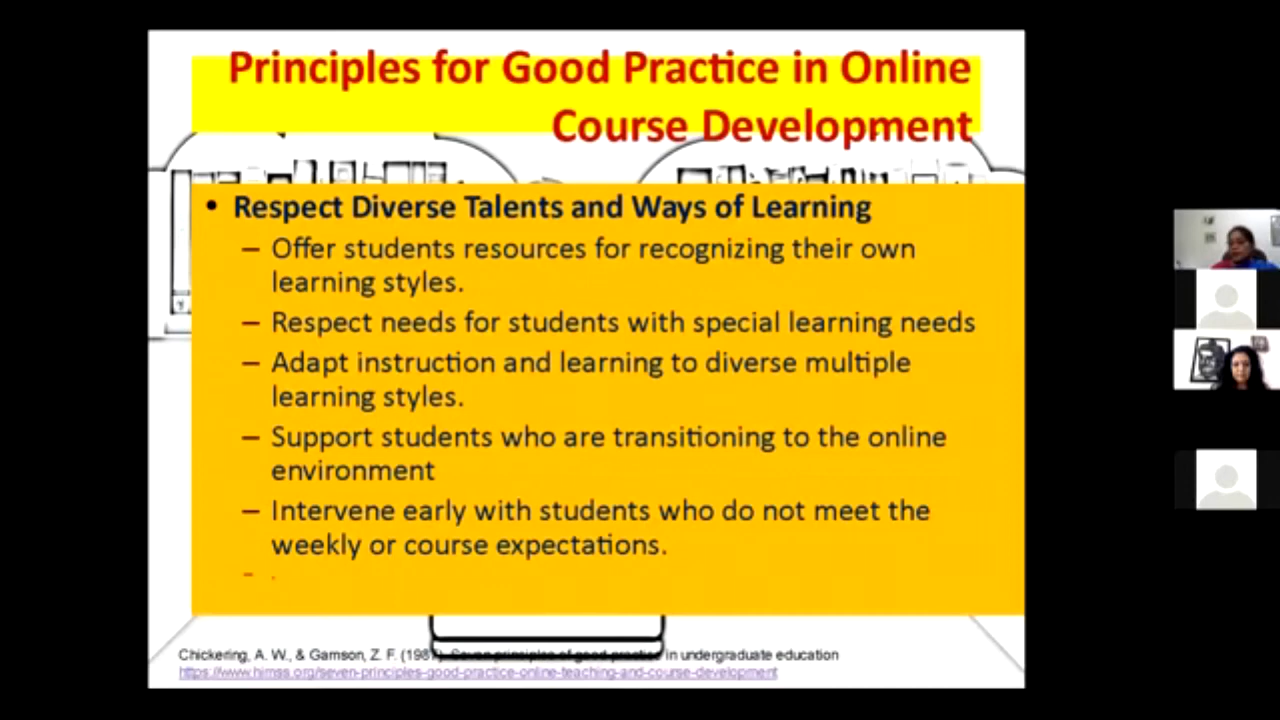 Principles for Good Practice in Online
Course Development
• Respect Diverse Talents and Ways of Learning
– Offer students resources for recognizing their own
learning styles.
– Respect needs for students with special learning needs
– Adapt instruction and learning to diverse multiple
learning styles.
– Support students who are transitioning to the online
environment
– Intervene early with students who do not meet the
weekly or course expectations.
– .
Chickering, A. W., & Gamson, Z. F. (1987). Seven principles of good practice in undergraduate education
https://www.himss.org/seven-principles-good-practice-online-teaching-and-course-development